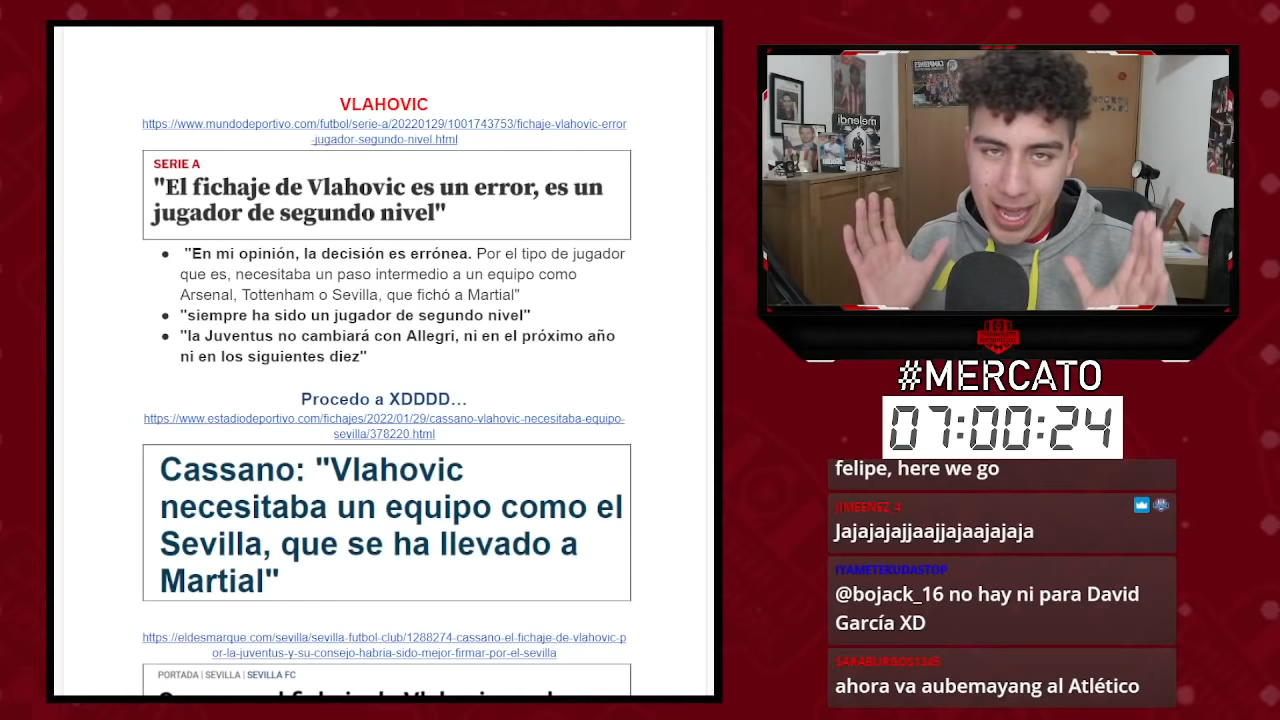 VLAHOVIC
https://www.mundodeportivo.com/futbol/serie-a/20220129/1001743753/fichaje-vlahovic-error
-jugador-segundo-nivel.html
SERIE A
"El fichaje de Vlahovic es un error, es un
jugador de segundo nivel"
● "En mi opinión, la decisión es errónea. Por el tipo de jugador
que es, necesitaba un paso intermedio a un equipo como
Arsenal, Tottenham o Sevilla, que fichó a Martial"
● "siempre ha sido un jugador de segundo nivel"
● "la Juventus no cambiará con Allegri, ni en el próximo año
ni en los siguientes diez"
Procedo a XDDDD...
https://www.estadiodeportivo.com/fichajes/2022/01/29/cassano-vlahovic-necesitaba-equipo-
sevilla/378220.html
Cassano: "Vlahovic
necesitaba un equipo como el
Sevilla, que se ha llevado a
Martial"
https://eldesmarque.com/sevilla/sevilla-futbol-club/1288274-cassano-el-fichaje-de-vlahovic-p
or-la-juventus-y-su-consejo-habria-sido-mejor-firmar-por-el-sevilla
PORTADA | SEVILLA | SEVILLA FC
melendi
#MERCATO
07:00:24
felipe, here we go
JIMEENEZ_4
Jajajajajjaajjajaajajaja
IYAMETEKUDASTOP
@bojack_16 no hay ni para David
García XD
SARABURGOS1345
ahora va aubemayang al Atlético